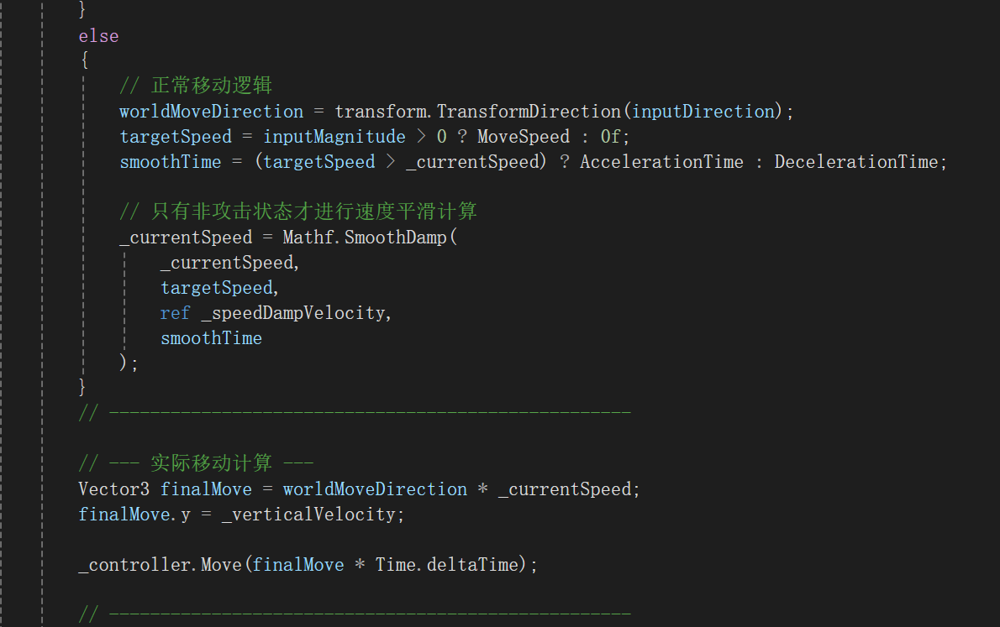 }
else
{
// 正常移动逻辑
worldMoveDirection = transform.TransformDirection(inputDirection);
targetSpeed = inputMagnitude > 0 ? MoveSpeed : 0f;
smoothTime = (targetSpeed > _currentSpeed) ? AccelerationTime : DecelerationTime;
// 只有非攻击状态才进行速度平滑计算
_currentSpeed = Mathf.SmoothDamp(
_currentSpeed,
targetSpeed,
ref _speedDampVelocity,
smoothTime
);
}
// ---------------------------------------------------
// --- 实际移动计算 ---
Vector3 finalMove = worldMoveDirection * _currentSpeed;
finalMove.y = _verticalVelocity;
_controller.Move(finalMove * Time.deltaTime);
// ---------------------------------------------------